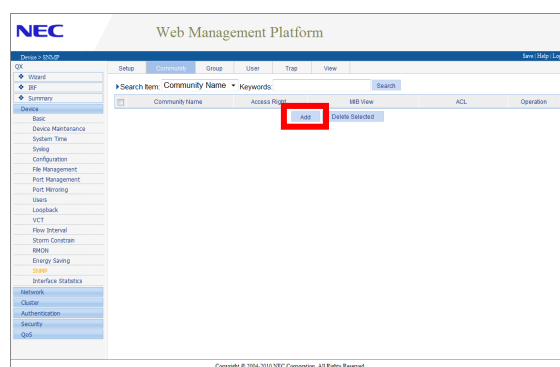 NEC
Web Management Platform
Device > SNMP
Save | Help | Log
QX
Setup Community Group User Trap View
Wizard
IRF
Summary
Search Item: Community Name Keywords: Search
Community Name Access Right MIB View ACL Operation
Add Delete Selected
Device
Basic
Device Maintenance
System Time
Syslog
Configuration
File Management
Port Management
Port Mirroring
Users
Loopback
VCT
Flow Interval
Storm Constrain
RMON
Energy Saving
SNMP
Interface Statistics
Network
Cluster
Authentication
Security
QoS
Copyright © 2004-2010 NEC Corporation. All Rights Reserved